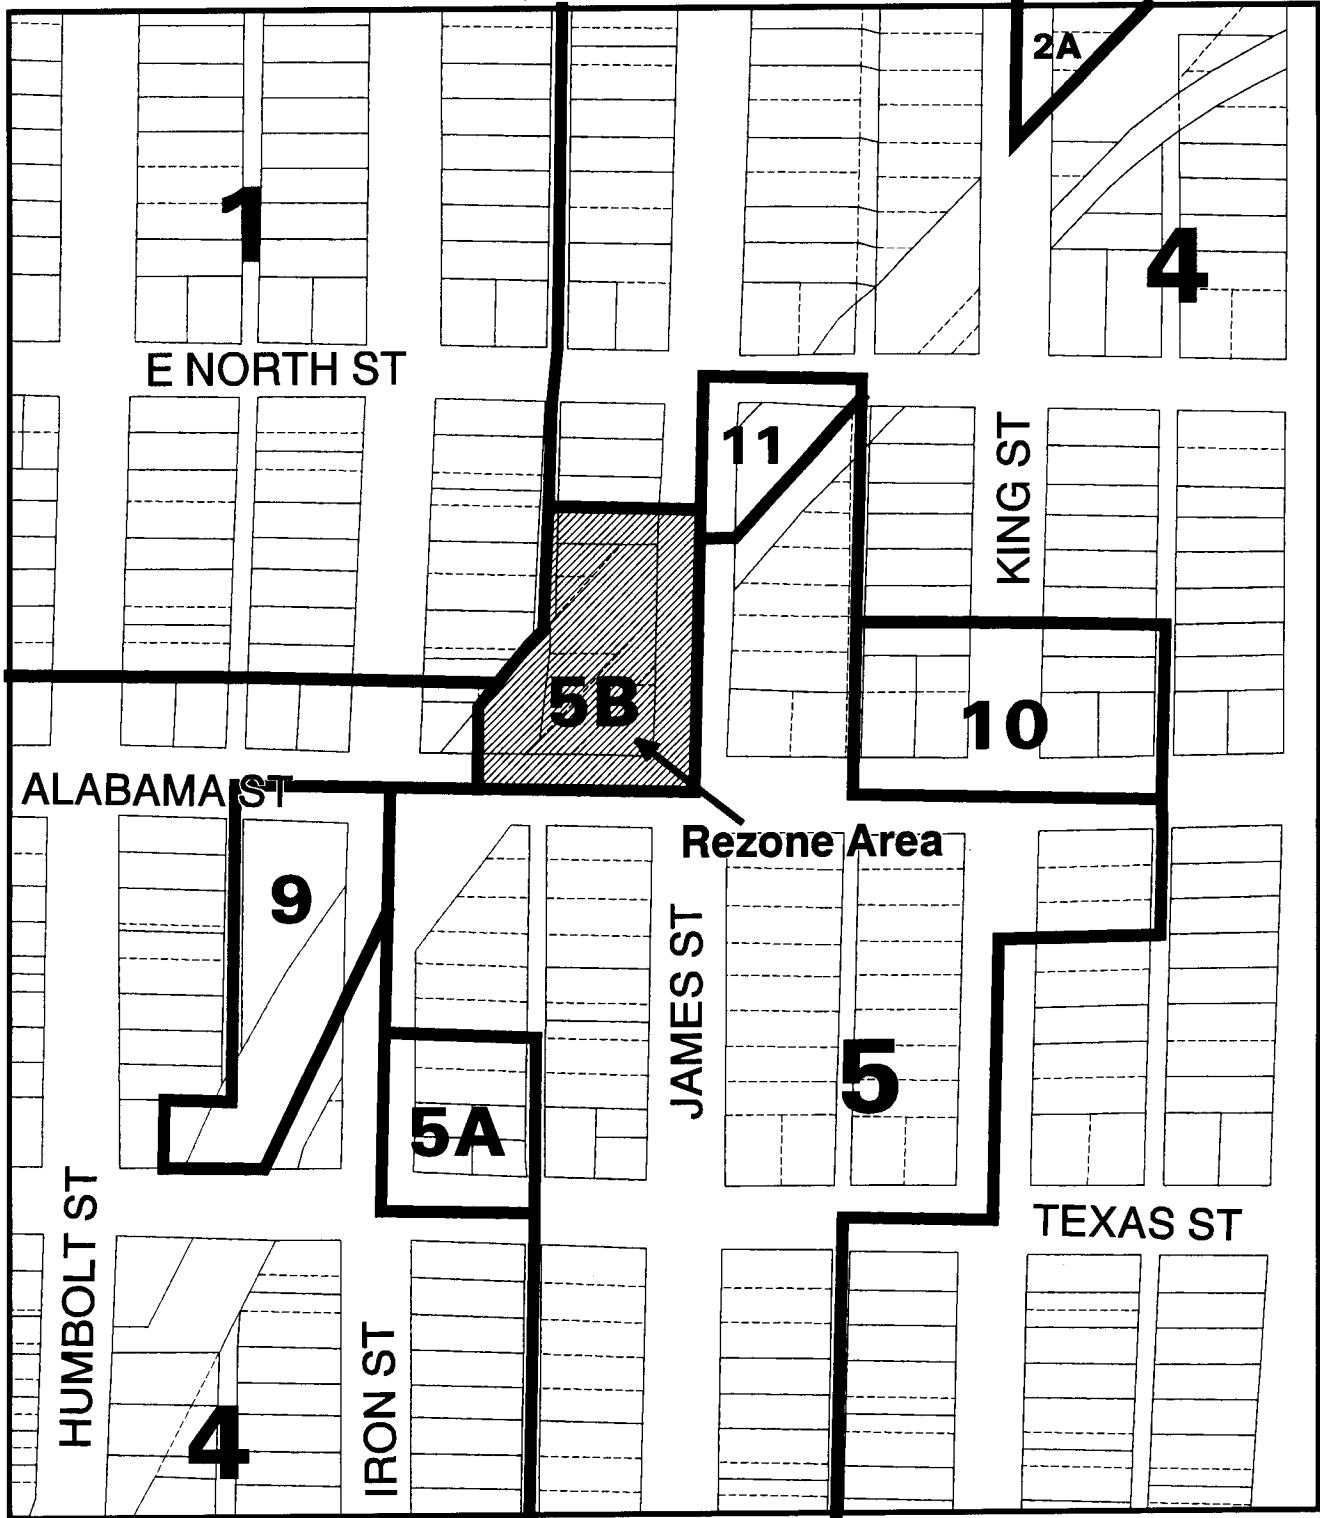 2A
1
4
E NORTH ST
11
KING ST
5B
10
ALABAMA ST
Rezone Area
9
JAMES ST
5
5A
HUMBOLT ST
TEXAS ST
IRON ST
4